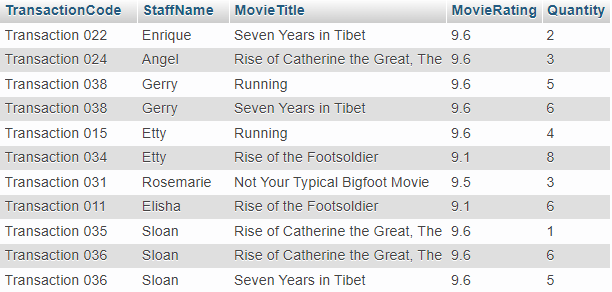 TransactionCode StaffName MovieTitle MovieRating Quantity
Transaction 022 Enrique Seven Years in Tibet 9.6 2
Transaction 024 Angel Rise of Catherine the Great, The 9.6 3
Transaction 038 Gerry Running 9.6 5
Transaction 038 Gerry Seven Years in Tibet 9.6 6
Transaction 015 Etty Running 9.6 4
Transaction 034 Etty Rise of the Footsoldier 9.1 8
Transaction 031 Rosemarie Not Your Typical Bigfoot Movie 9.5 3
Transaction 011 Elisha Rise of the Footsoldier 9.1 6
Transaction 035 Sloan Rise of Catherine the Great, The 9.6 1
Transaction 036 Sloan Rise of Catherine the Great, The 9.6 6
Transaction 036 Sloan Seven Years in Tibet 9.6 5